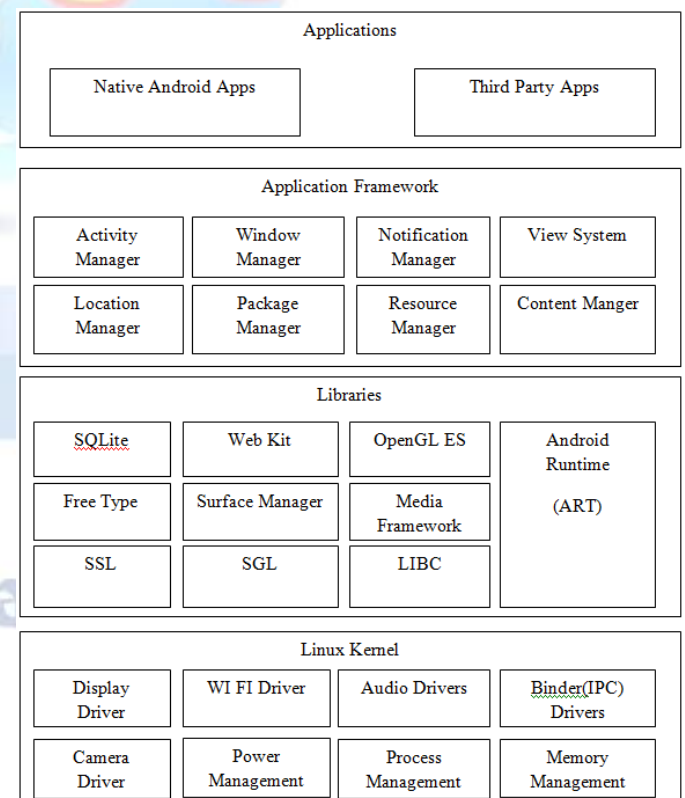 Applications
Native Android Apps
Third Party Apps
Application Framework
Activity
Manager
Window
Manager
Notification
Manager
View System
Location
Manager
Package
Manager
Resource
Manager
Content Manger
Libraries
SQLite
Web Kit
OpenGL ES
Android
Runtime
(ART)
Free Type
Surface Manager
Media
Framework
SSL
SGL
LIBC
Linux Kernel
Display
Driver
WI FI Driver
Audio Drivers
Binder(IPC)
Drivers
Camera
Driver
Power
Management
Process
Management
Memory
Management